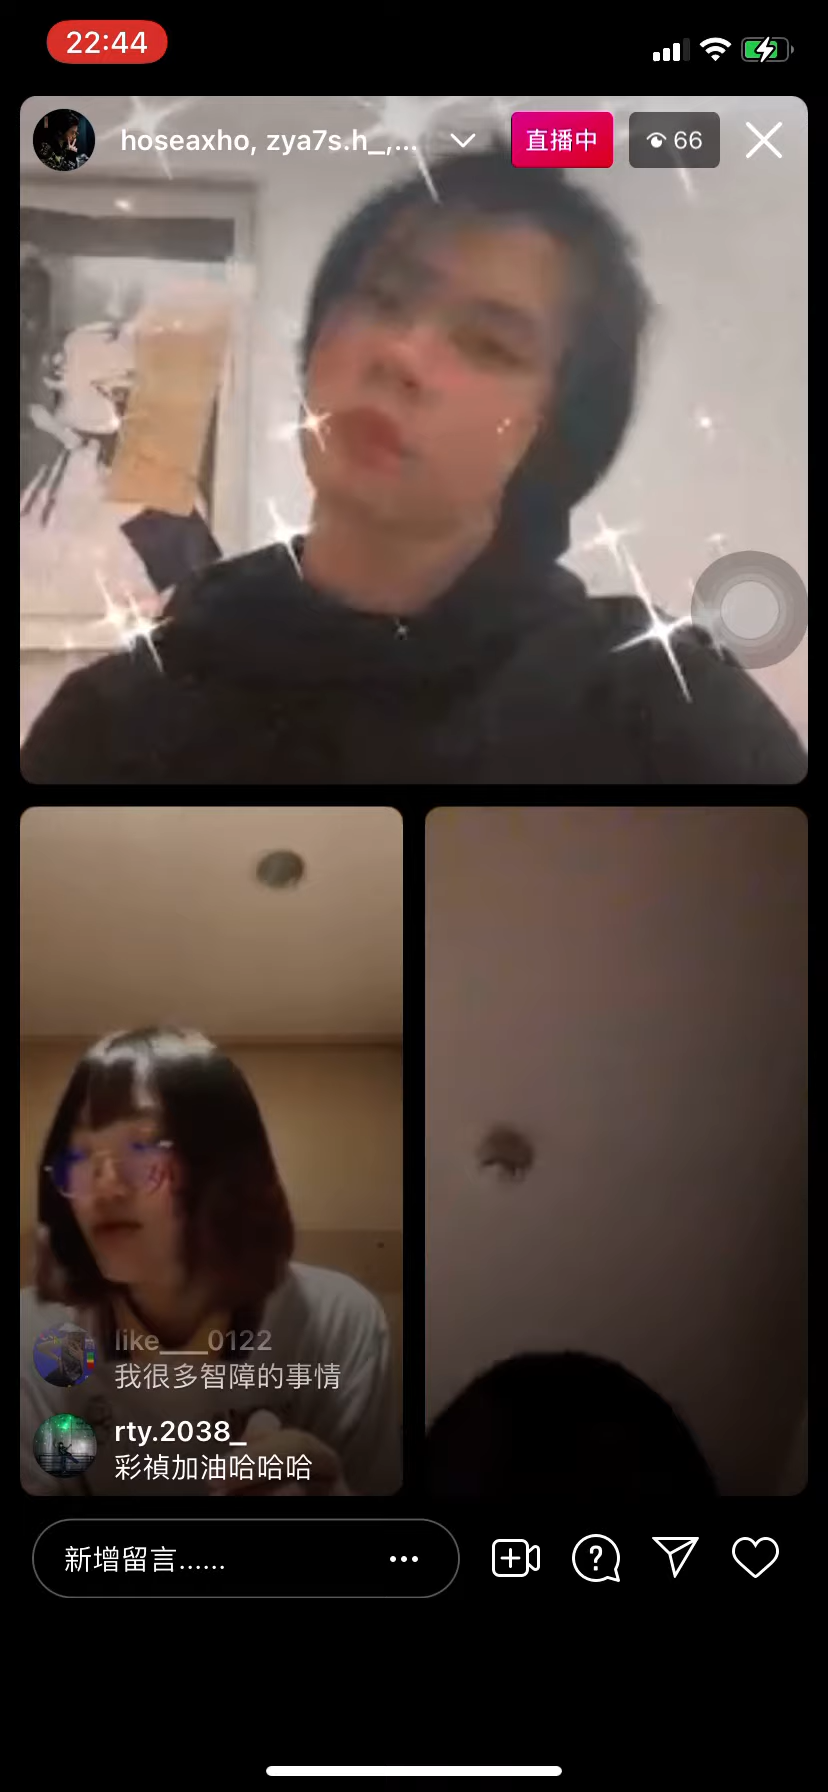 22:44
hoseaxho, zya7s.h_,...
直播中
66
like___0122
我很多智障的事情
rty.2038_
彩禎加油哈哈哈
新增留言......